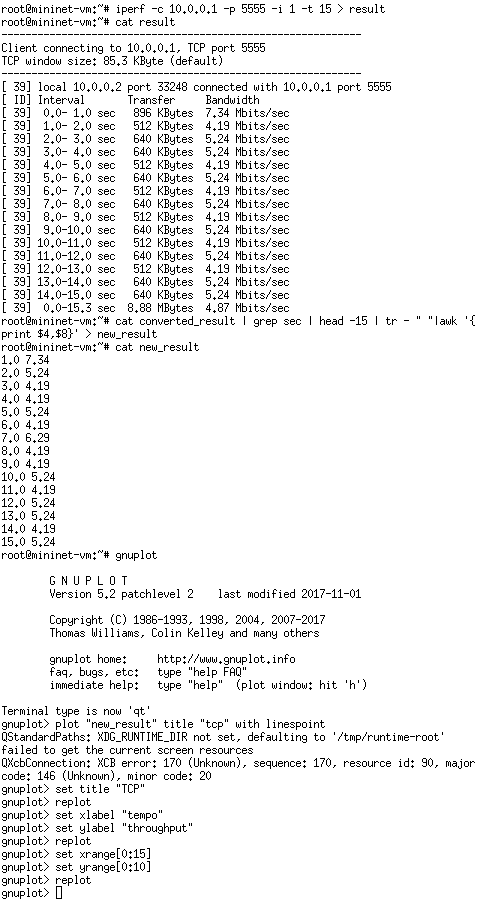 root@mininet-vm:~# iperf -c 10.0.0.1 -p 5555 -i 1 -t 15 > result
root@mininet-vm:~# cat result
------------------------------------------------------------
Client connecting to 10.0.0.1, TCP port 5555
TCP window size: 85.3 KByte (default)
------------------------------------------------------------
[ 39] local 10.0.0.2 port 33248 connected with 10.0.0.1 port 5555
[ ID] Interval       Transfer     Bandwidth
[ 39]  0.0- 1.0 sec   896 KBytes  7.34 Mbits/sec
[ 39]  1.0- 2.0 sec   512 KBytes  4.19 Mbits/sec
[ 39]  2.0- 3.0 sec   640 KBytes  5.24 Mbits/sec
[ 39]  3.0- 4.0 sec   640 KBytes  5.24 Mbits/sec
[ 39]  4.0- 5.0 sec   512 KBytes  4.19 Mbits/sec
[ 39]  5.0- 6.0 sec   640 KBytes  5.24 Mbits/sec
[ 39]  6.0- 7.0 sec   512 KBytes  4.19 Mbits/sec
[ 39]  7.0- 8.0 sec   640 KBytes  5.24 Mbits/sec
[ 39]  8.0- 9.0 sec   512 KBytes  4.19 Mbits/sec
[ 39]  9.0-10.0 sec   640 KBytes  5.24 Mbits/sec
[ 39] 10.0-11.0 sec   512 KBytes  4.19 Mbits/sec
[ 39] 11.0-12.0 sec   640 KBytes  5.24 Mbits/sec
[ 39] 12.0-13.0 sec   512 KBytes  4.19 Mbits/sec
[ 39] 13.0-14.0 sec   640 KBytes  5.24 Mbits/sec
[ 39] 14.0-15.0 sec   640 KBytes  5.24 Mbits/sec
[ 39]  0.0-15.3 sec  8.88 MBytes  4.87 Mbits/sec
root@mininet-vm:~# cat converted_result | grep sec | head -15 | tr - " "|awk '{
print $4,$8}' > new_result
root@mininet-vm:~# cat new_result
1.0 7.34
2.0 5.24
3.0 4.19
4.0 4.19
5.0 5.24
6.0 4.19
7.0 6.29
8.0 4.19
9.0 4.19
10.0 5.24
11.0 4.19
12.0 5.24
13.0 5.24
14.0 4.19
15.0 5.24
root@mininet-vm:~# gnuplot
G N U P L O T
Version 5.2 patchlevel 2    last modified 2017-11-01
Copyright (C) 1986-1993, 1998, 2004, 2007-2017
Thomas Williams, Colin Kelley and many others
gnuplot home:     http://www.gnuplot.info
faq, bugs, etc:   type "help FAQ"
immediate help:   type "help"  (plot window: hit 'h')
Terminal type is now 'qt'
gnuplot> plot "new_result" title "tcp" with linespoint
QStandardPaths: XDG_RUNTIME_DIR not set, defaulting to '/tmp/runtime-root'
failed to get the current screen resources
QXcbConnection: XCB error: 170 (Unknown), sequence: 170, resource id: 90, major
code: 146 (Unknown), minor code: 20
gnuplot> set title "TCP"
gnuplot> replot
gnuplot> set xlabel "tempo"
gnuplot> set ylabel "throughput"
gnuplot> replot
gnuplot> set xrange[0:15]
gnuplot> set yrange[0:10]
gnuplot> replot
gnuplot>